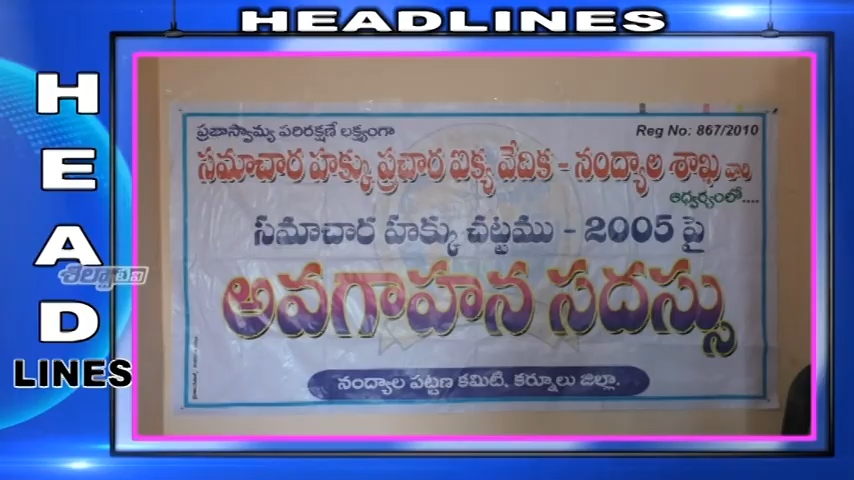 HEADLINES
HEAD
LINES
ప్రజాస్వామ్య పరిరక్షణే లక్ష్యంగా
Reg No: 867/2010
సమాచార హక్కు ప్రచార ఐక్య వేదిక - నంద్యాల శాఖ వారి
ఆధ్వర్యంలో....
సమాచార హక్కు చట్టము - 2005 పై
అవగాహన సదస్సు
నంద్యాల పట్టణ కమిటి, కర్నూలు జిల్లా.